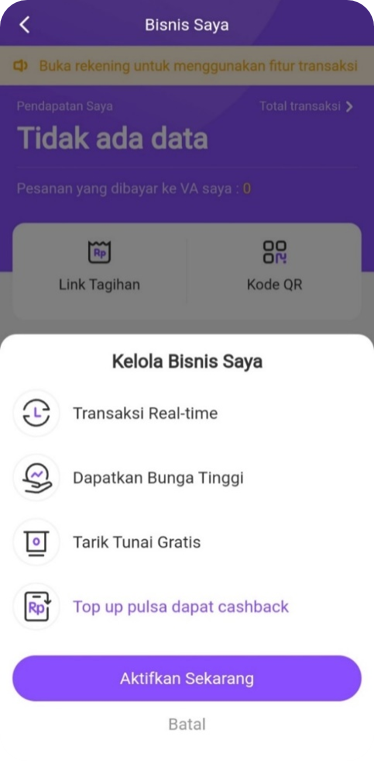 Bisnis Saya
Buka rekening untuk menggunakan fitur transaksi
Pendapatan Saya
Total transaksi
Tidak ada data
Pesanan yang dibayar ke VA saya : 0
Rp
Link Tagihan
Kode QR
Kelola Bisnis Saya
Transaksi Real-time
Dapatkan Bunga Tinggi
Tarik Tunai Gratis
Rp
Top up pulsa dapat cashback
Aktifkan Sekarang
Batal